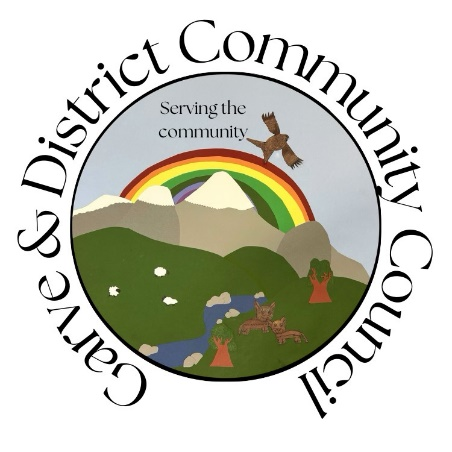 Garve & District Community Council
Serving the
community